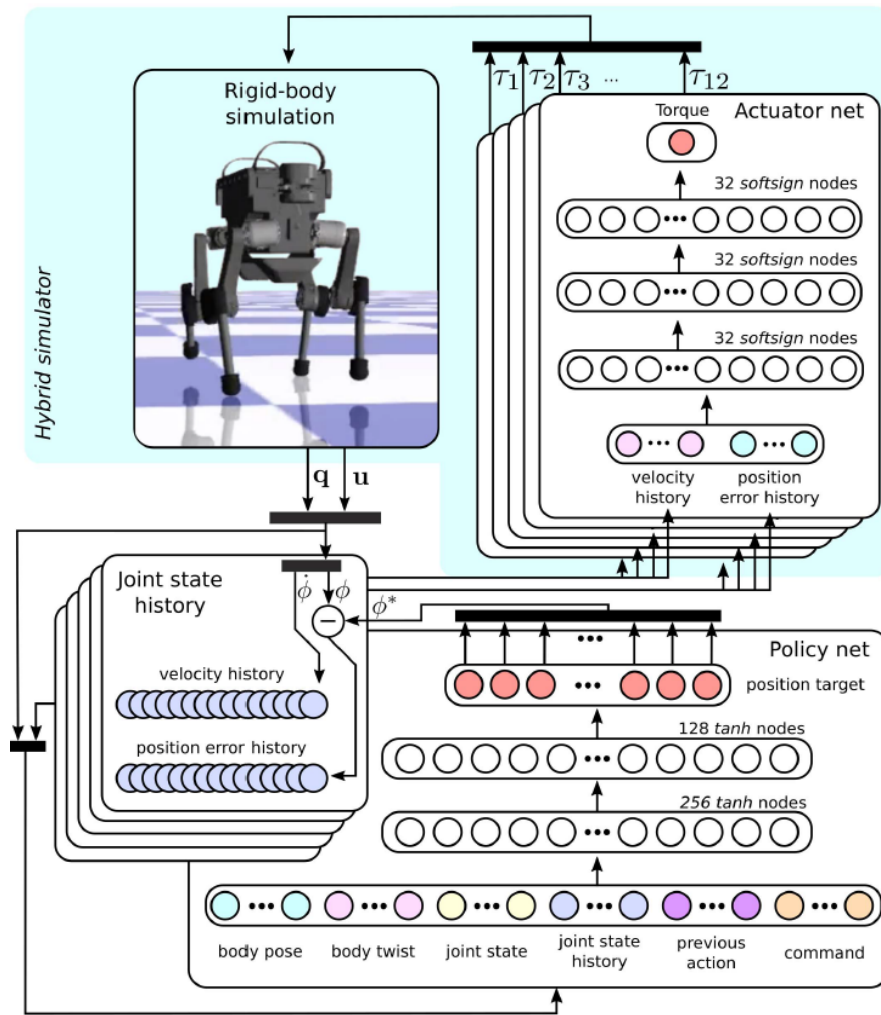 Rigid-body
simulation
Hybrid simulator
τ₁ τ₂ τ₃ ... τ₁₂
Actuator net
Torque
32 softsign nodes
32 softsign nodes
32 softsign nodes
velocity
history
position
error history
q u
Joint state
history
ϕ̇ ϕ ϕ*
−
velocity history
position error history
Policy net
position target
128 tanh nodes
256 tanh nodes
body pose
body twist
joint state
joint state
history
previous
action
command